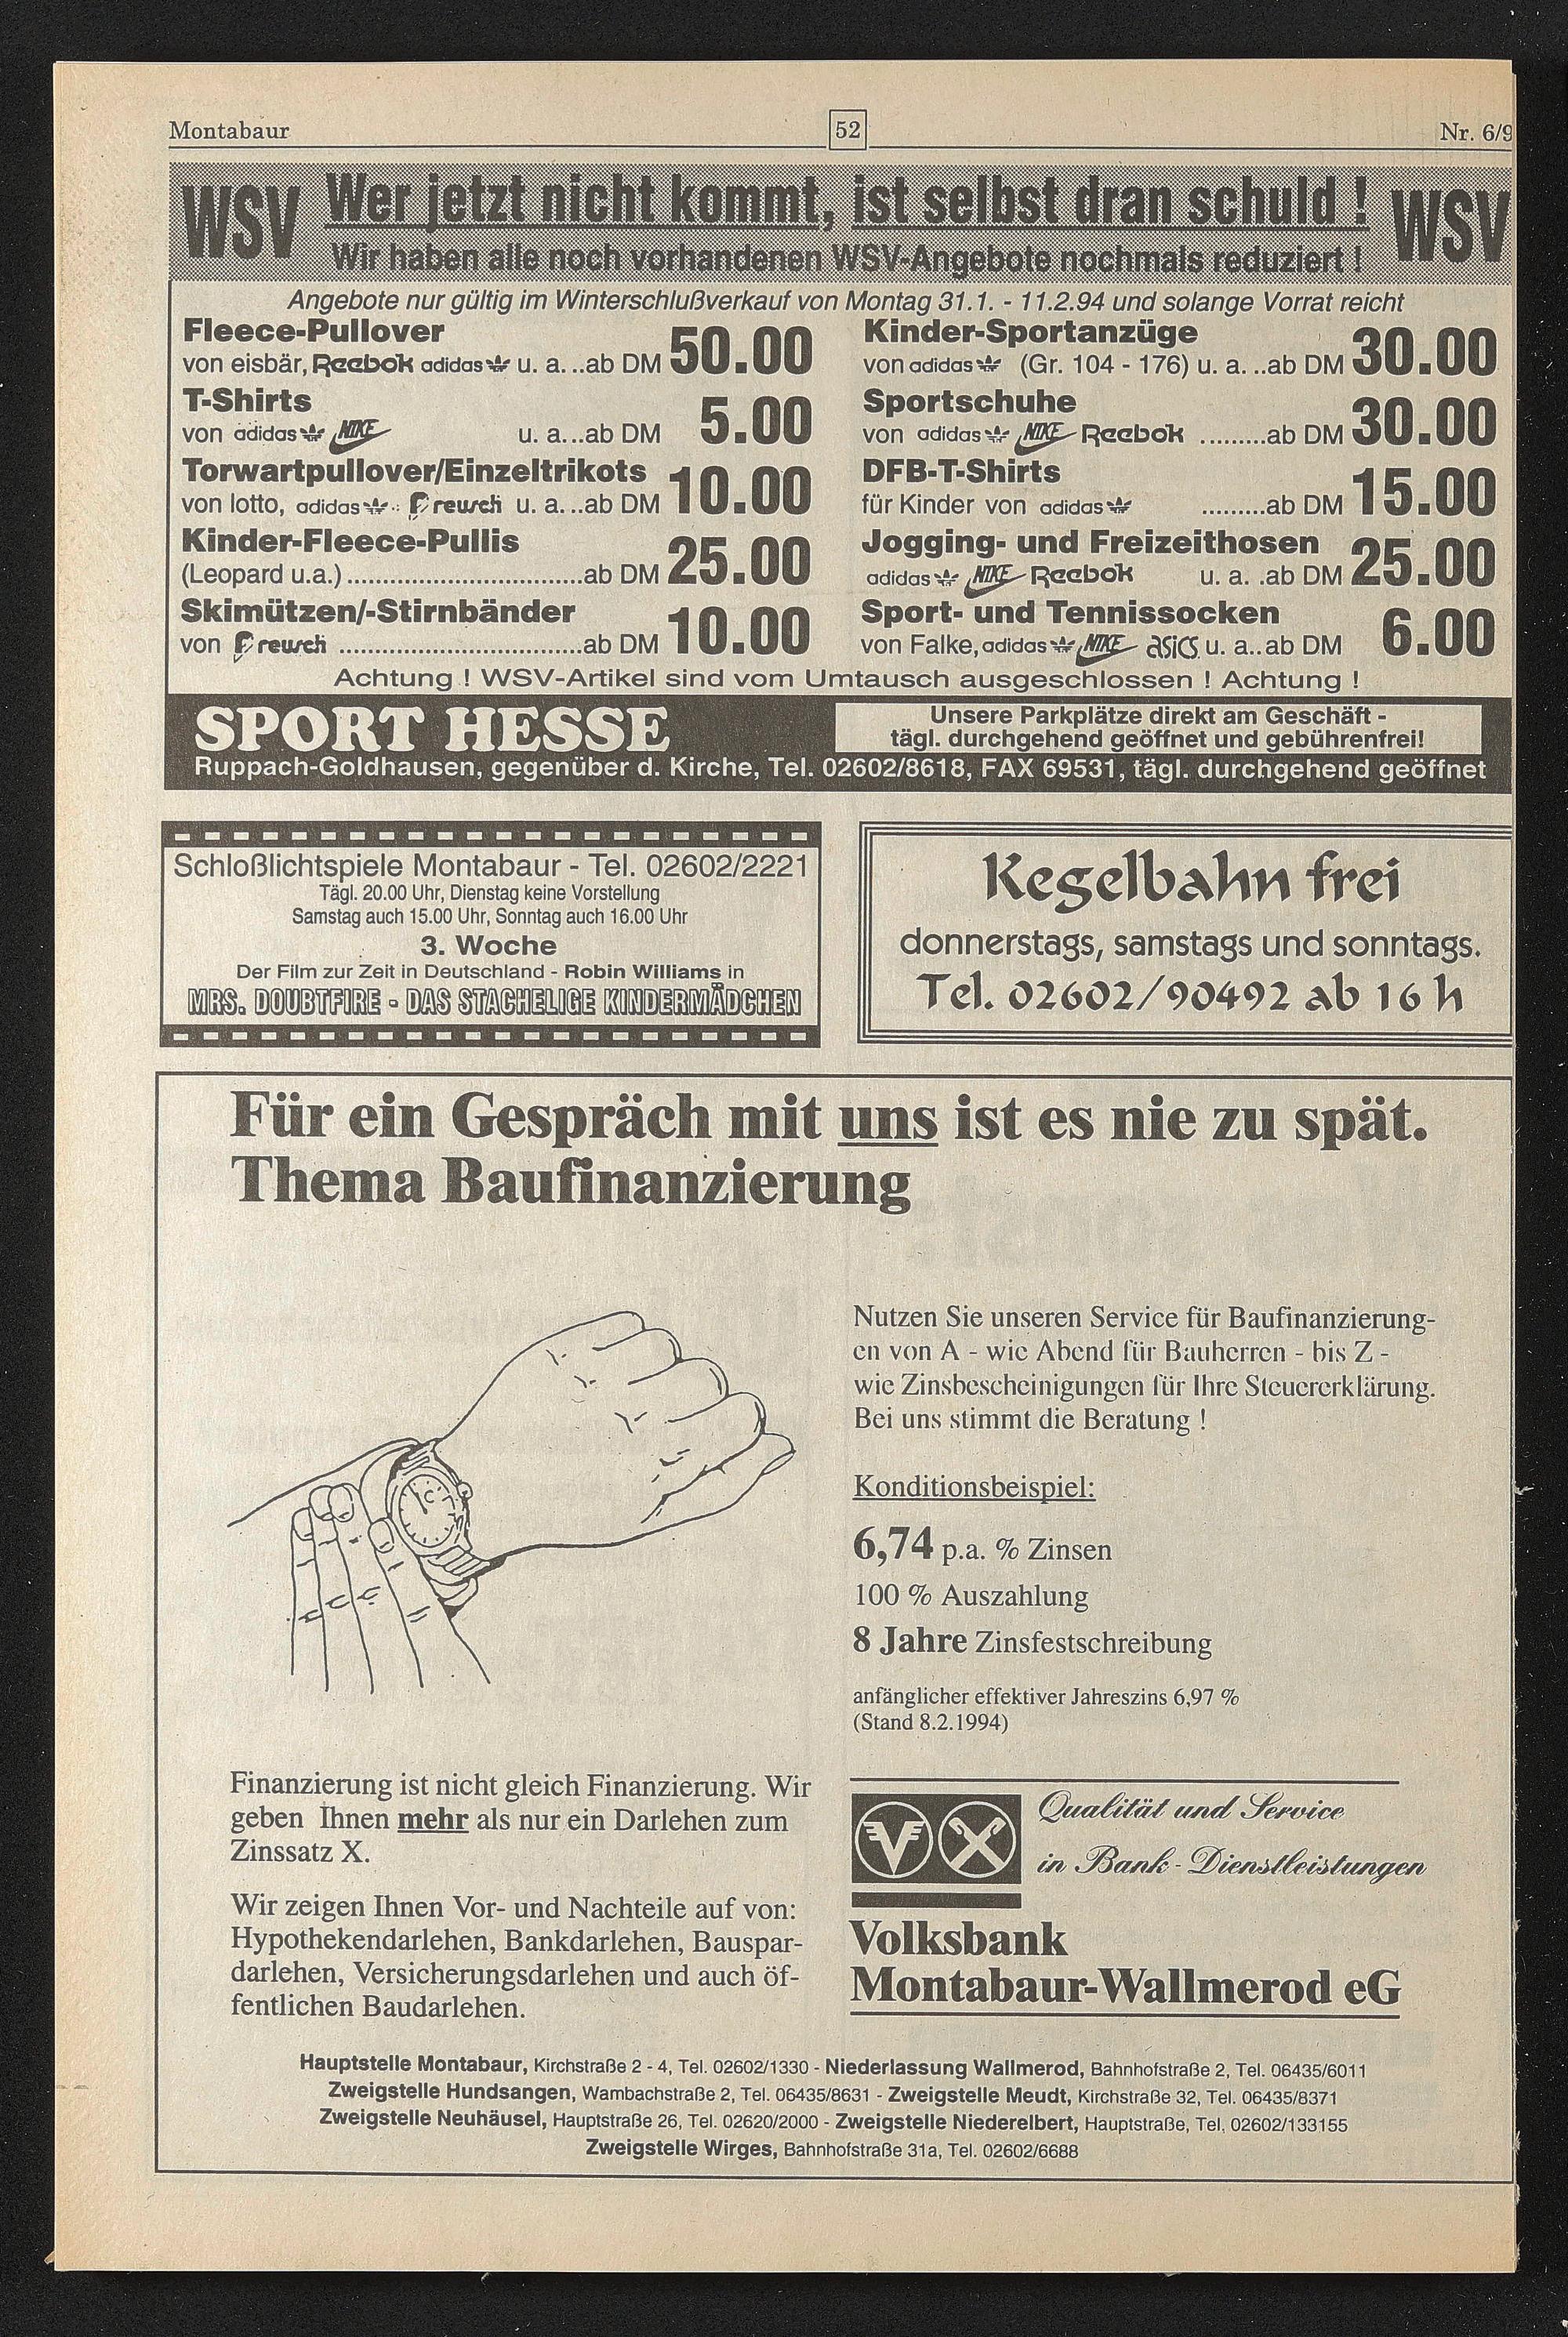 Montabaur
52
Nr. 6/9
WSV
Wer jetzt nicht kommt, ist selbst dran schuld !
WSV
Wir haben alle noch vorhandenen WSV-Angebote nochmals reduziert !
Angebote nur gültig im Winterschlußverkauf von Montag 31.1. - 11.2.94 und solange Vorrat reicht
Fleece-Pullover
von eisbär, Reebok adidas u. a...ab DM 50.00
T-Shirts
von adidas NIKE u. a...ab DM 5.00
Torwartpullover/Einzeltrikots
von lotto, adidas reusch u. a...ab DM 10.00
Kinder-Fleece-Pullis
(Leopard u.a.).................................ab DM 25.00
Skimützen/-Stirnbänder
von reusch ..................................ab DM 10.00
Kinder-Sportanzüge
von adidas (Gr. 104 - 176) u. a. ..ab DM 30.00
Sportschuhe
von adidas NIKE Reebok .........ab DM 30.00
DFB-T-Shirts
für Kinder von adidas .........ab DM 15.00
Jogging- und Freizeithosen
adidas NIKE Reebok u. a. .ab DM 25.00
Sport- und Tennissocken
von Falke, adidas NIKE asics u. a..ab DM 6.00
Achtung ! WSV-Artikel sind vom Umtausch ausgeschlossen ! Achtung !
SPORT HESSE
Unsere Parkplätze direkt am Geschäft -
tägl. durchgehend geöffnet und gebührenfrei!
Ruppach-Goldhausen, gegenüber d. Kirche, Tel. 02602/8618, FAX 69531, tägl. durchgehend geöffnet
Schloßlichtspiele Montabaur - Tel. 02602/2221
Tägl. 20.00 Uhr, Dienstag keine Vorstellung
Samstag auch 15.00 Uhr, Sonntag auch 16.00 Uhr
3. Woche
Der Film zur Zeit in Deutschland - Robin Williams in
MRS. DOUBTFIRE - DAS STACHELIGE KINDERMÄDCHEN
Kegelbahn frei
donnerstags, samstags und sonntags.
Tel. 02602/90492 ab 16 h
Für ein Gespräch mit uns ist es nie zu spät.
Thema Baufinanzierung
Nutzen Sie unseren Service für Baufinanzierung-
en von A - wie Abend für Bauherren - bis Z -
wie Zinsbescheinigungen für Ihre Steuererklärung.
Bei uns stimmt die Beratung !
Konditionsbeispiel:
6,74 p.a. % Zinsen
100 % Auszahlung
8 Jahre Zinsfestschreibung
anfänglicher effektiver Jahreszins 6,97 %
(Stand 8.2.1994)
Finanzierung ist nicht gleich Finanzierung. Wir
geben Ihnen mehr als nur ein Darlehen zum
Zinssatz X.
Wir zeigen Ihnen Vor- und Nachteile auf von:
Hypothekendarlehen, Bankdarlehen, Bauspar-
darlehen, Versicherungsdarlehen und auch öf-
fentlichen Baudarlehen.
Qualität und Service
in Bank-Dienstleistungen
Volksbank
Montabaur-Wallmerod eG
Hauptstelle Montabaur, Kirchstraße 2 - 4, Tel. 02602/1330 - Niederlassung Wallmerod, Bahnhofstraße 2, Tel. 06435/6011
Zweigstelle Hundsangen, Wambachstraße 2, Tel. 06435/8631 - Zweigstelle Meudt, Kirchstraße 32, Tel. 06435/8371
Zweigstelle Neuhäusel, Hauptstraße 26, Tel. 02620/2000 - Zweigstelle Niederelbert, Hauptstraße, Tel. 02602/133155
Zweigstelle Wirges, Bahnhofstraße 31a, Tel. 02602/6688